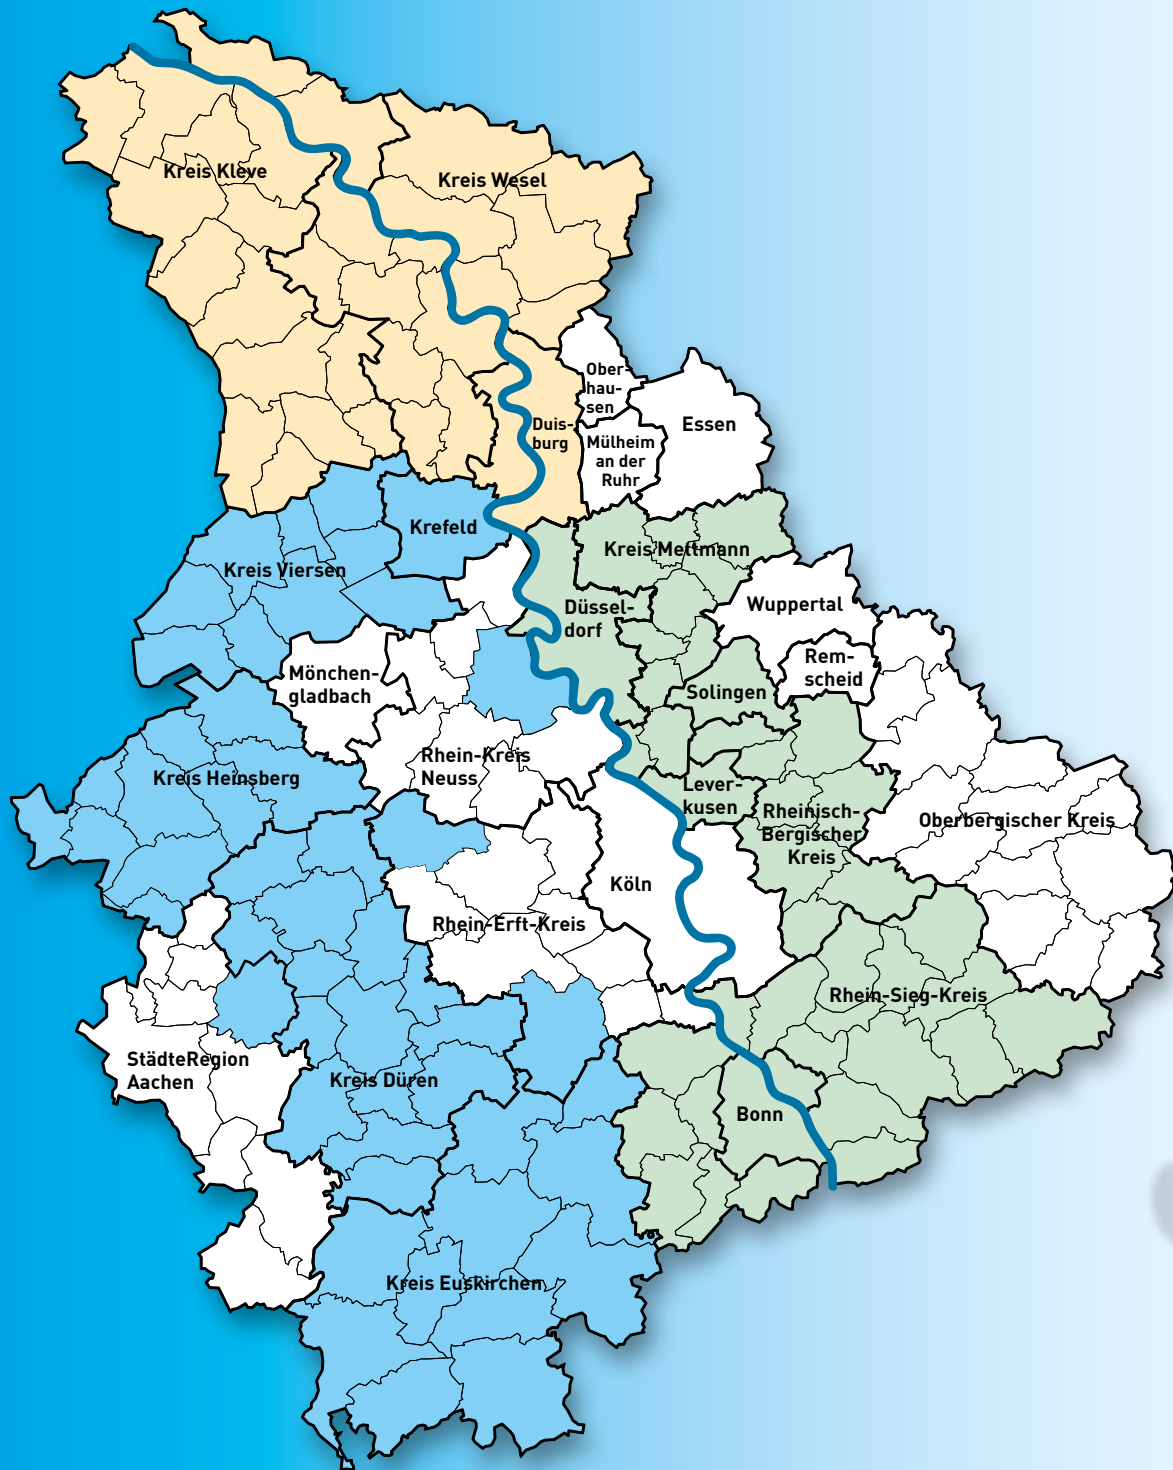 Kreis Kleve
Kreis Wesel
Ober-
hau-
sen
Duis-
burg
Essen
Mülheim
an der
Ruhr
Krefeld
Kreis Mettmann
Kreis Viersen
Düssel-
dorf
Wuppertal
Mönchen-
gladbach
Rem-
scheid
Solingen
Rhein-Kreis
Neuss
Kreis Heinsberg
Lever-
kusen
Rheinisch-
Bergischer
Kreis
Oberbergischer Kreis
Köln
Rhein-Erft-Kreis
Rhein-Sieg-Kreis
StädteRegion
Aachen
Kreis Düren
Bonn
Kreis Euskirchen